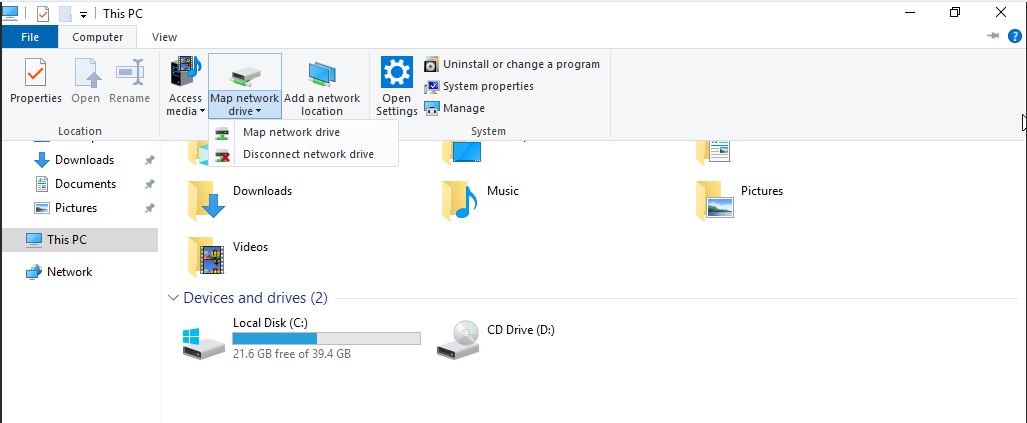 This PC
File
Computer
View
Properties
Open
Rename
Location
Access
media
Map network
drive
Add a network
location
Open
Settings
Uninstall or change a program
System properties
Manage
System
Map network drive
Disconnect network drive
Downloads
Documents
Pictures
This PC
Network
Downloads
Music
Pictures
Videos
Devices and drives (2)
Local Disk (C:)
21.6 GB free of 39.4 GB
CD Drive (D:)